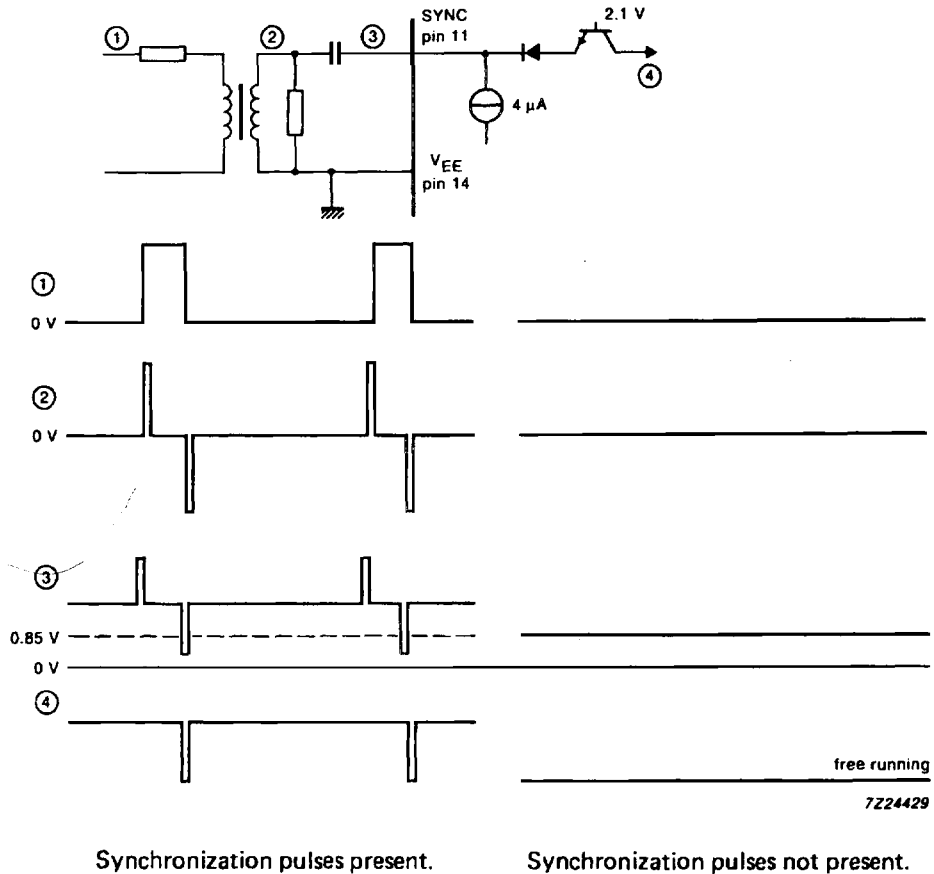 ① ② ③ SYNC 2.1 V
pin 11
④
4 μA
VEE
pin 14
①
0 V
②
0 V
③
0.85 V
0 V
④
free running
7Z24429
Synchronization pulses present. Synchronization pulses not present.